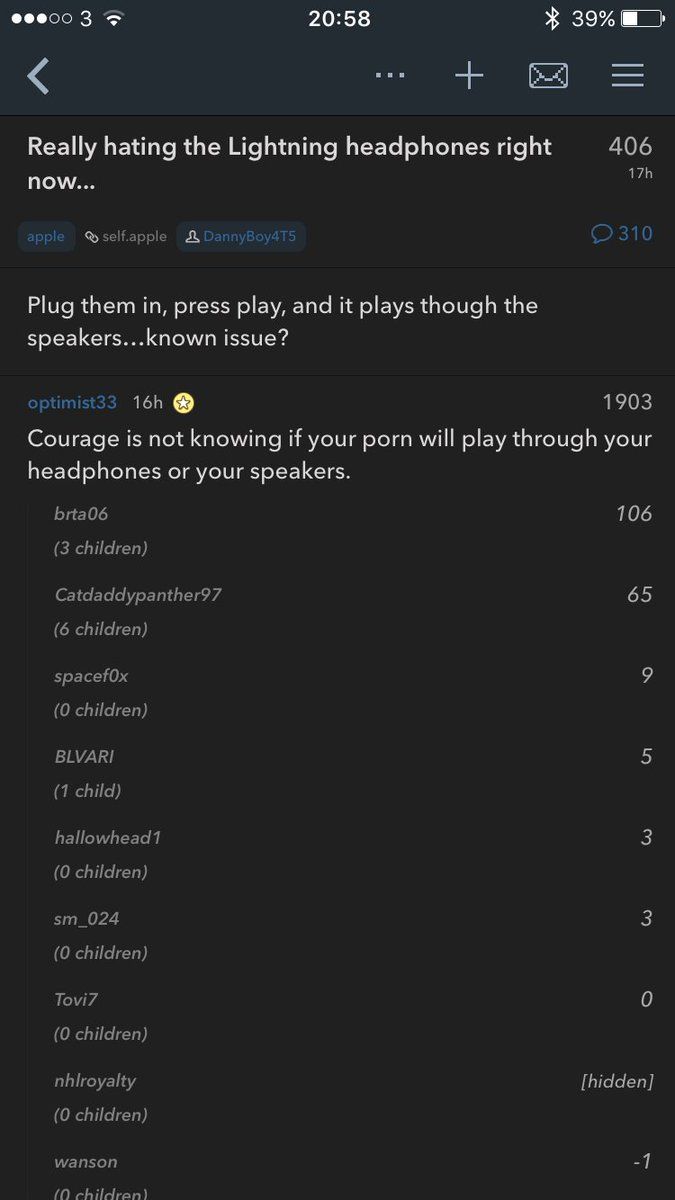 3 20:58 39%
Really hating the Lightning headphones right 406
now... 17h
apple self.apple DannyBoy4T5 310
Plug them in, press play, and it plays though the
speakers...known issue?
optimist33 16h 1903
Courage is not knowing if your porn will play through your
headphones or your speakers.
brta06 106
(3 children)
Catdaddypanther97 65
(6 children)
spacef0x 9
(0 children)
BLVARI 5
(1 child)
hallowhead1 3
(0 children)
sm_024 3
(0 children)
Tovi7 0
(0 children)
nhlroyalty [hidden]
(0 children)
wanson -1
(0 children)